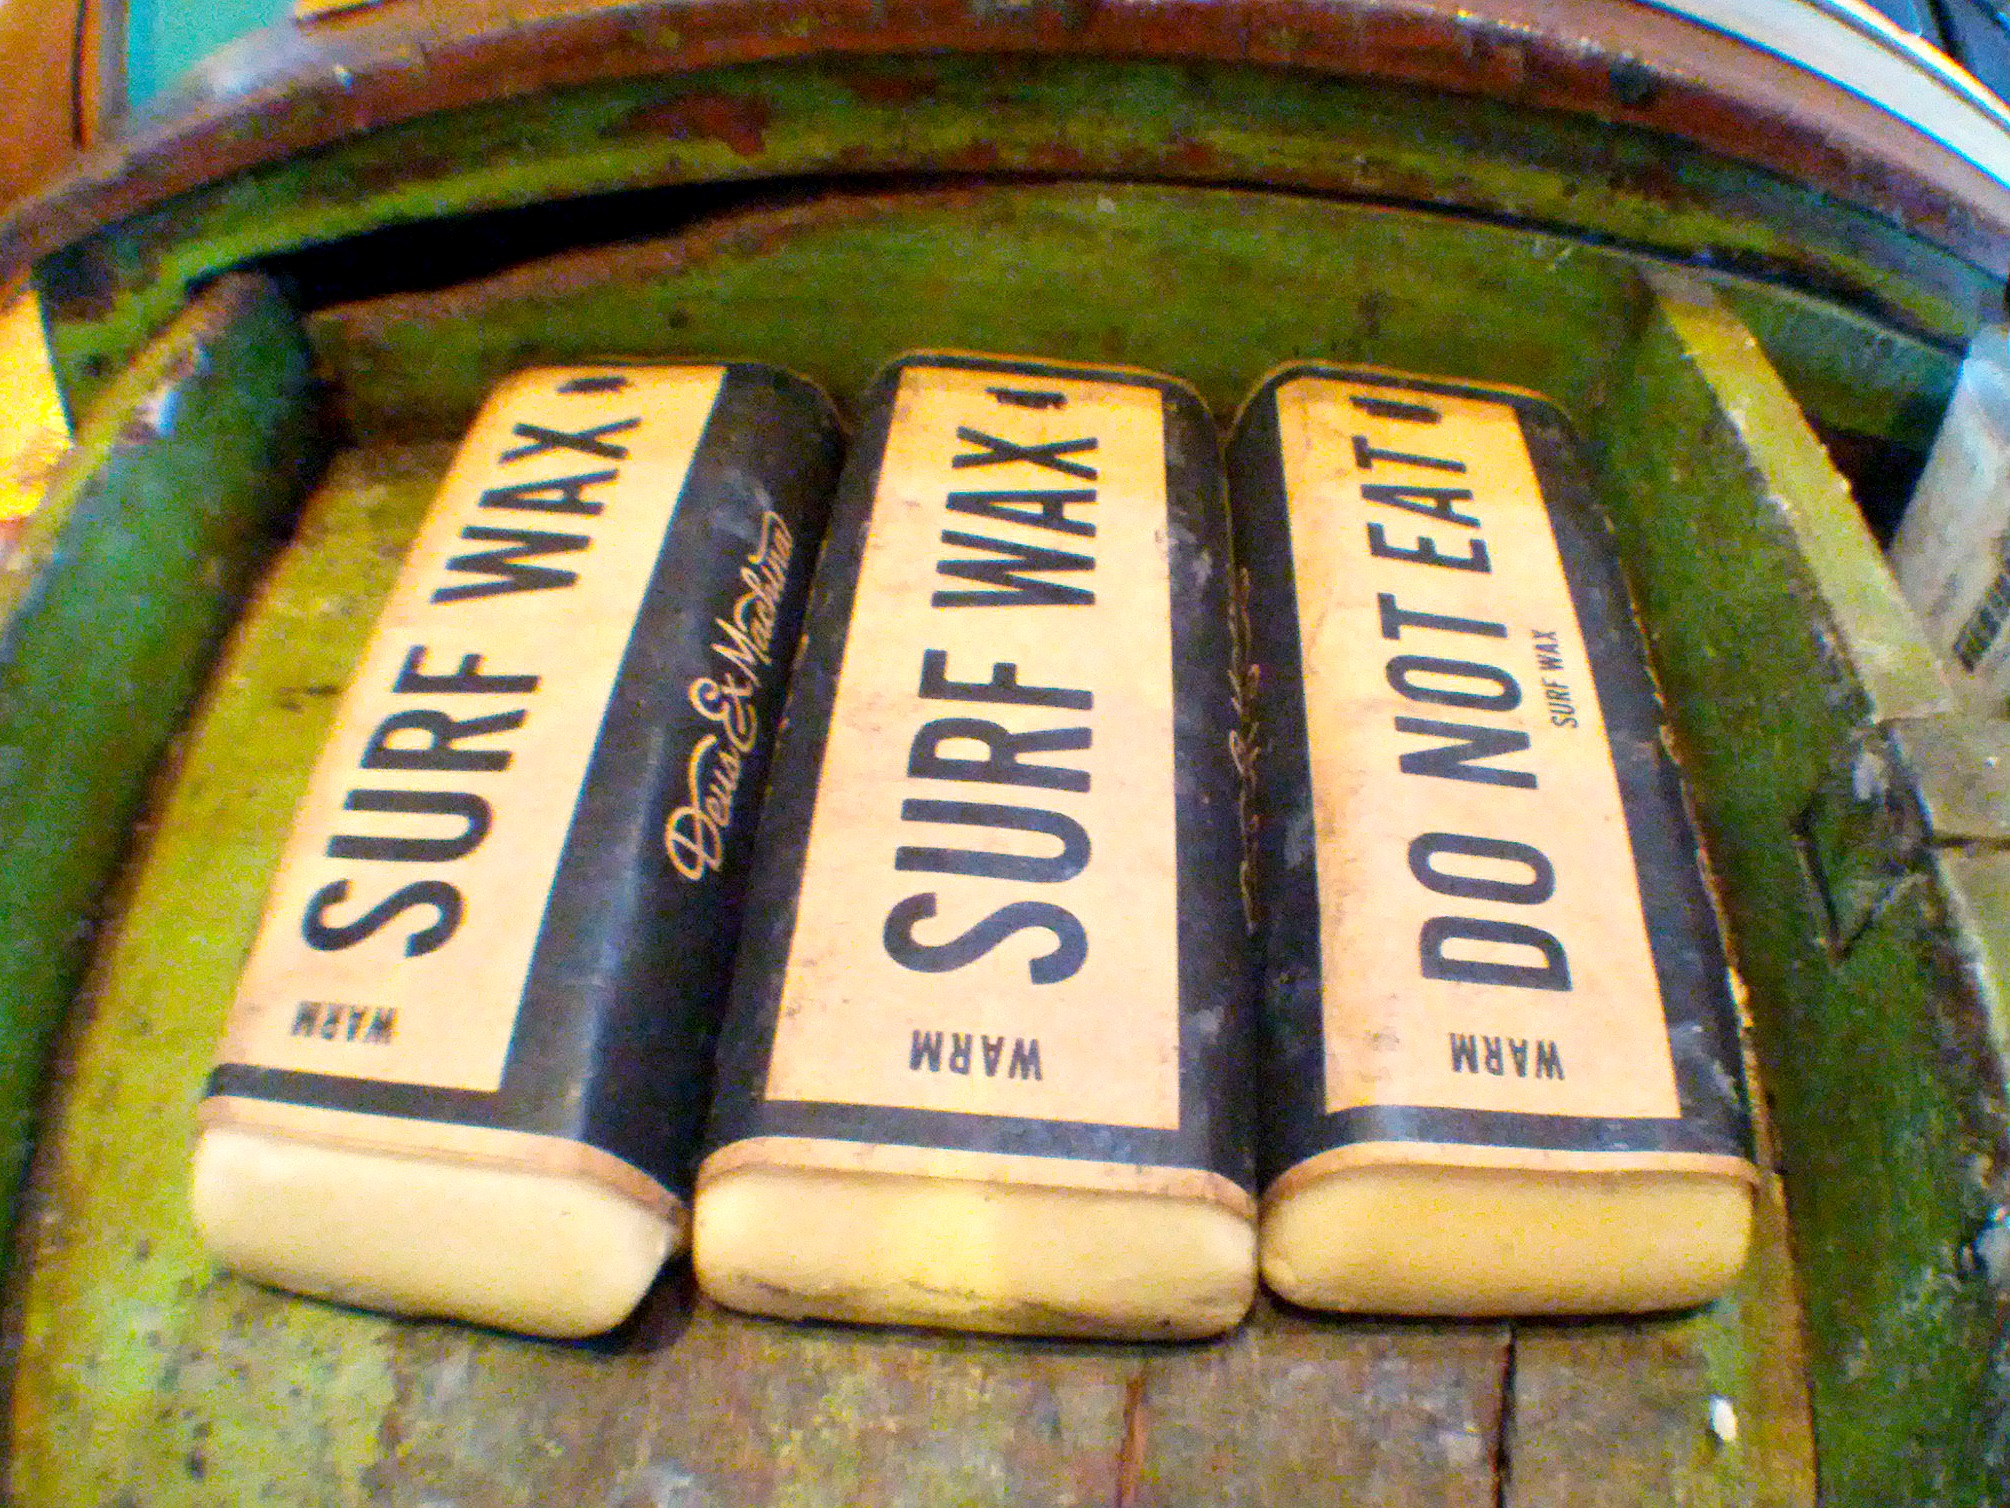 SURF WAX
WARM
Deus Ex Machina
SURF WAX
WARM
DO NOT EAT
SURF WAX
WARM